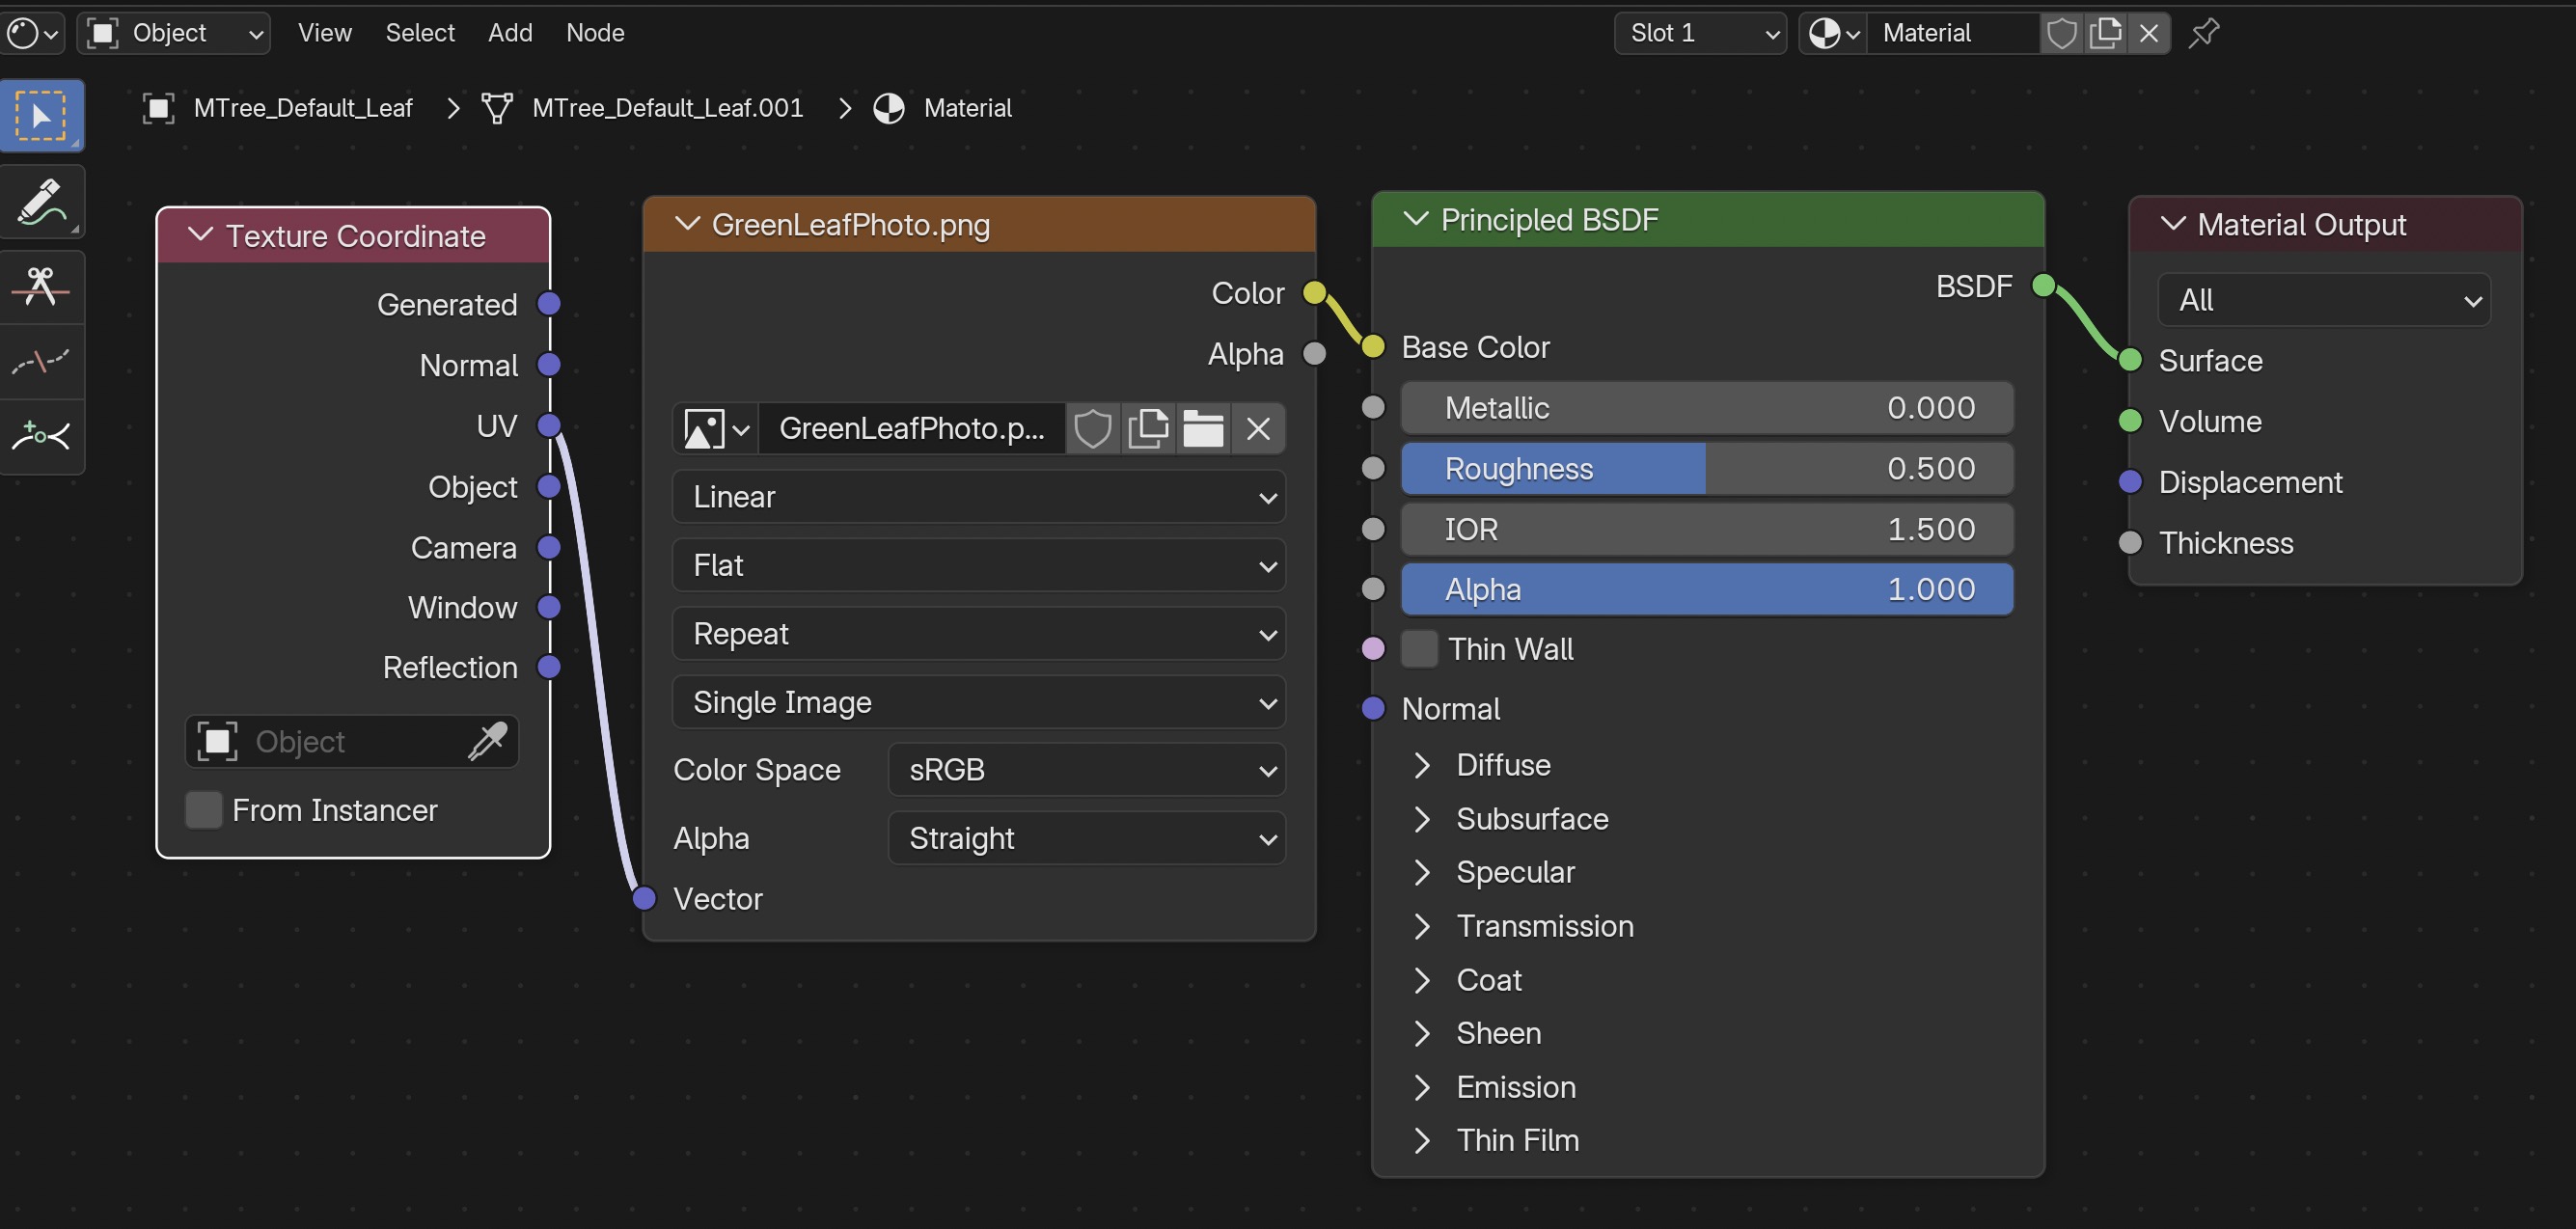 Object View Select Add Node Slot 1 Material
MTree_Default_Leaf MTree_Default_Leaf.001 Material
Texture Coordinate
Generated
Normal
UV
Object
Camera
Window
Reflection
Object
From Instancer
GreenLeafPhoto.png
Color
Alpha
GreenLeafPhoto.p...
Linear
Flat
Repeat
Single Image
Color Space sRGB
Alpha Straight
Vector
Principled BSDF
BSDF
Base Color
Metallic 0.000
Roughness 0.500
IOR 1.500
Alpha 1.000
Thin Wall
Normal
Diffuse
Subsurface
Specular
Transmission
Coat
Sheen
Emission
Thin Film
Material Output
All
Surface
Volume
Displacement
Thickness